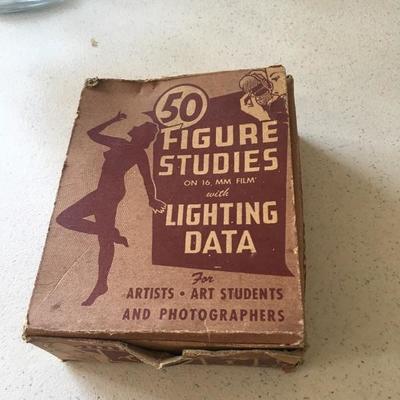 50
FIGURE
STUDIES
ON 16, MM FILM
with
LIGHTING
DATA
For
ARTISTS • ART STUDENTS
AND PHOTOGRAPHERS